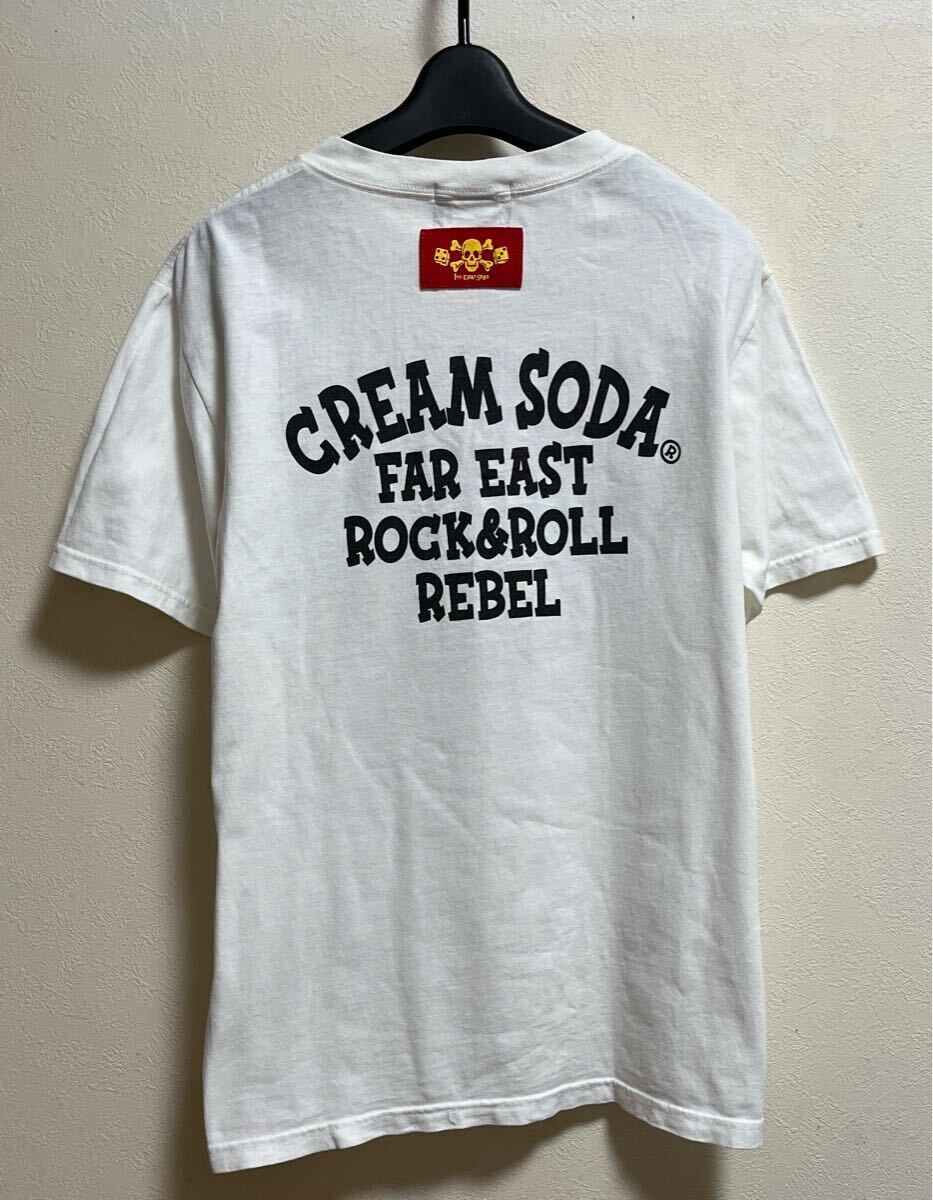 CREAM SODA®
FAR EAST
ROCK&ROLL
REBEL